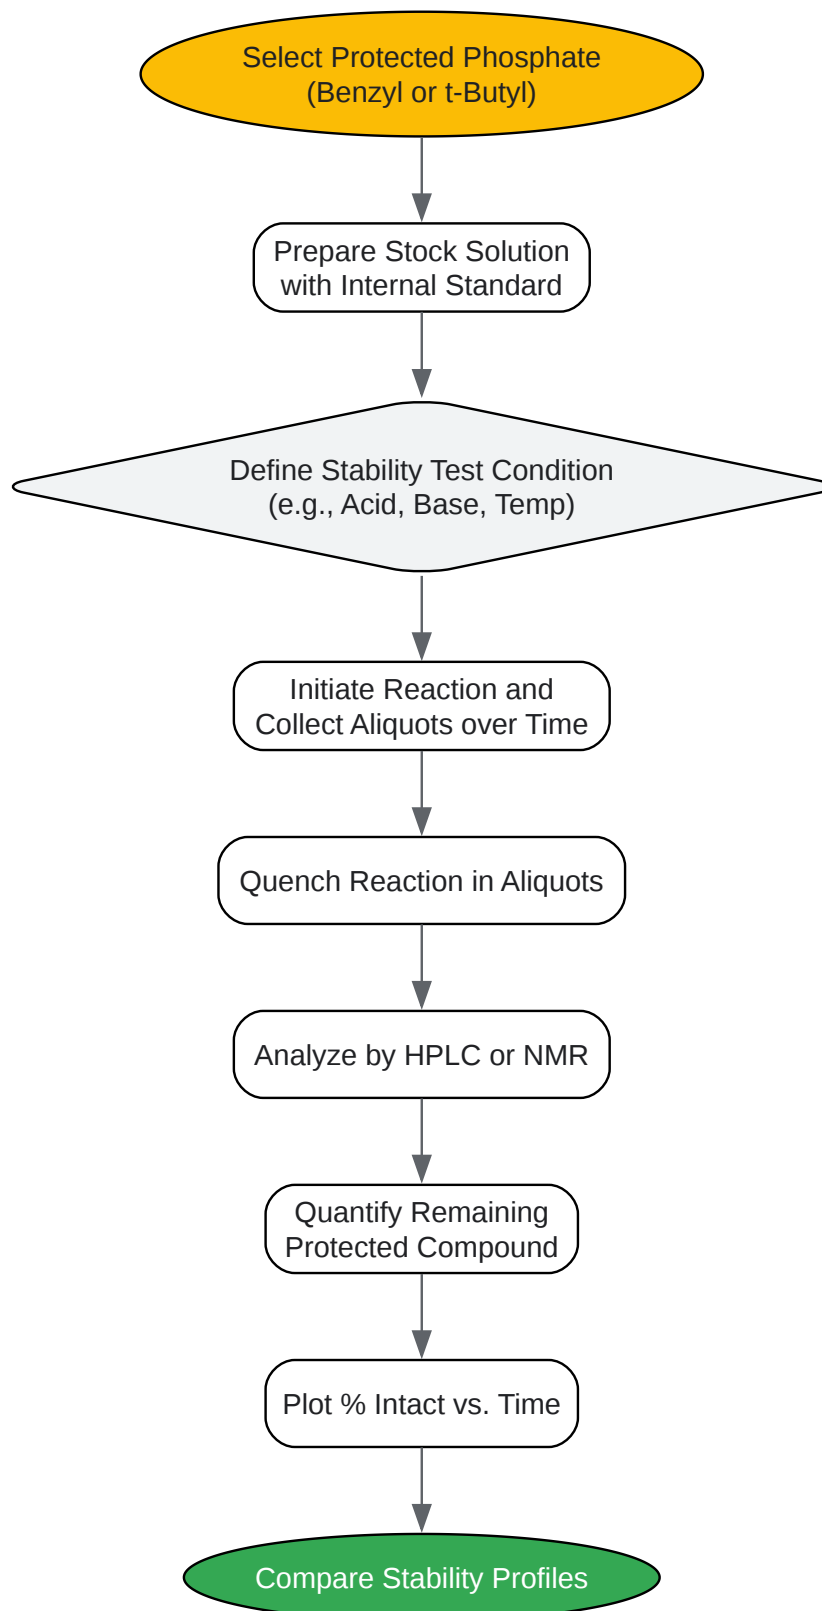 Select Protected Phosphate
(Benzyl or t-Butyl)
Prepare Stock Solution
with Internal Standard
Define Stability Test Condition
(e.g., Acid, Base, Temp)
Initiate Reaction and
Collect Aliquots over Time
Quench Reaction in Aliquots
Analyze by HPLC or NMR
Quantify Remaining
Protected Compound
Plot % Intact vs. Time
Compare Stability Profiles